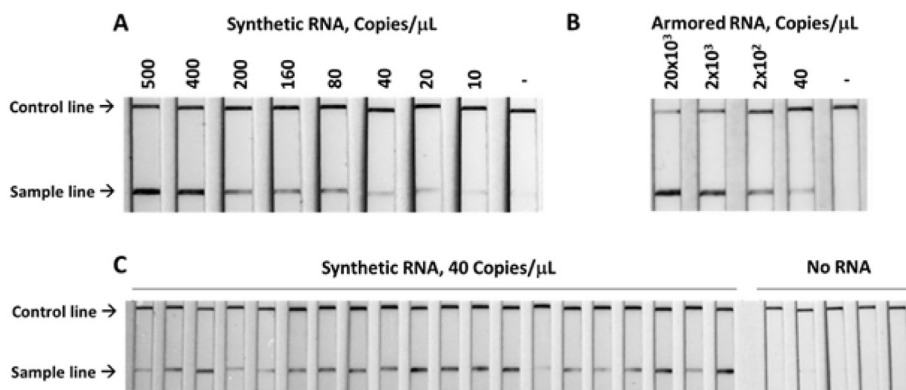 A
Synthetic RNA, Copies/μL
500 400 200 160 80 40 20 10 -
Control line →
Sample line →
B
Armored RNA, Copies/μL
20x10³ 2x10³ 2x10² 40 -
C
Synthetic RNA, 40 Copies/μL
No RNA
Control line →
Sample line →